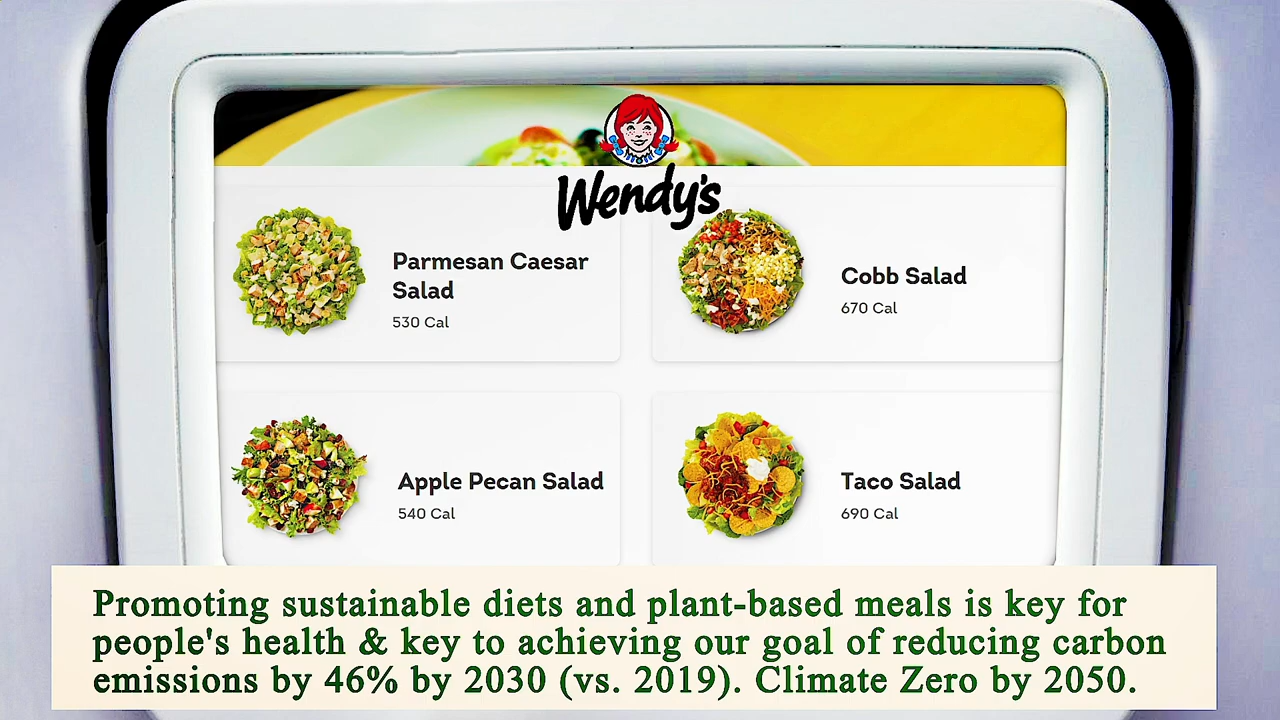 Wendy's
Parmesan Caesar
Salad
530 Cal
Cobb Salad
670 Cal
Apple Pecan Salad
540 Cal
Taco Salad
690 Cal
Promoting sustainable diets and plant-based meals is key for
people's health & key to achieving our goal of reducing carbon
emissions by 46% by 2030 (vs. 2019). Climate Zero by 2050.